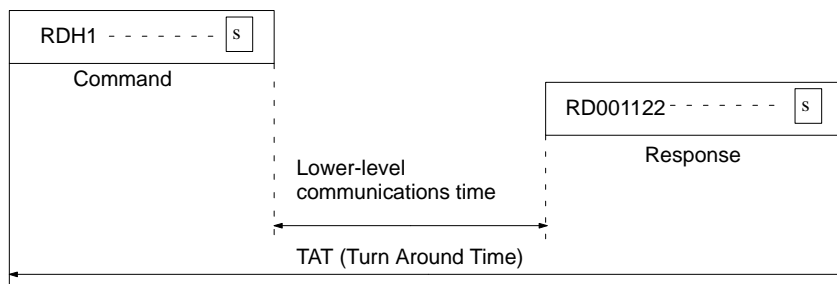 RDH1 - - - - - - - s
Command
RD001122 - - - - - - - s
Response
Lower-level
communications time
TAT (Turn Around Time)